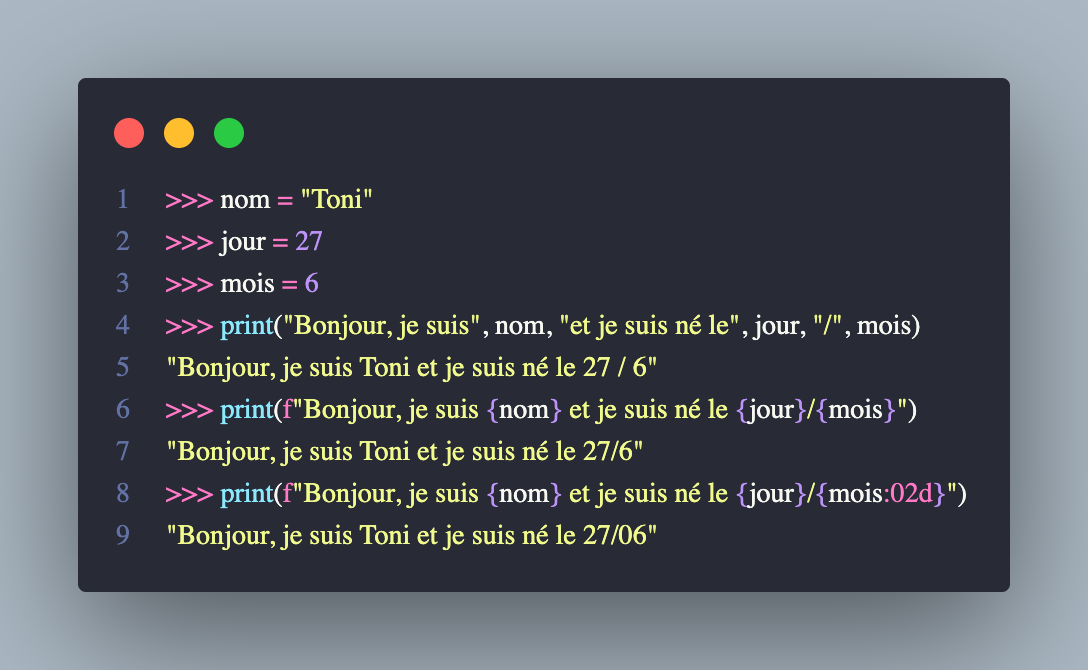 1 >>> nom = "Toni"
2 >>> jour = 27
3 >>> mois = 6
4 >>> print("Bonjour, je suis", nom, "et je suis né le", jour, "/", mois)
5 "Bonjour, je suis Toni et je suis né le 27 / 6"
6 >>> print(f"Bonjour, je suis {nom} et je suis né le {jour}/{mois}")
7 "Bonjour, je suis Toni et je suis né le 27/6"
8 >>> print(f"Bonjour, je suis {nom} et je suis né le {jour}/{mois:02d}")
9 "Bonjour, je suis Toni et je suis né le 27/06"